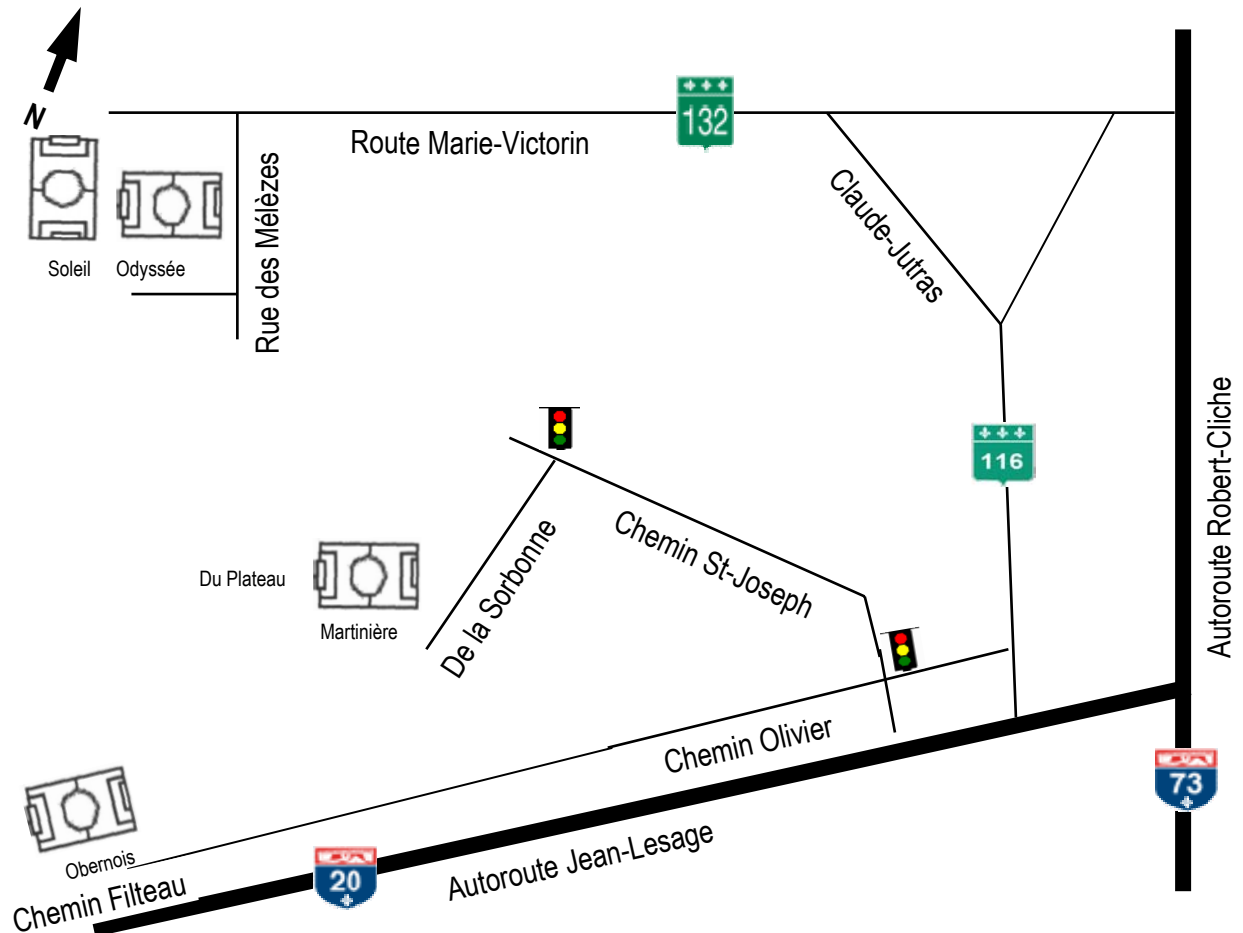 N
132
Route Marie-Victorin
Rue des Mélèzes
Claude-Jutras
Soleil
Odyssée
116
Autoroute Robert-Cliche
Chemin St-Joseph
De la Sorbonne
Du Plateau
Martinière
Chemin Olivier
73
Obernois
Chemin Filteau
20
Autoroute Jean-Lesage